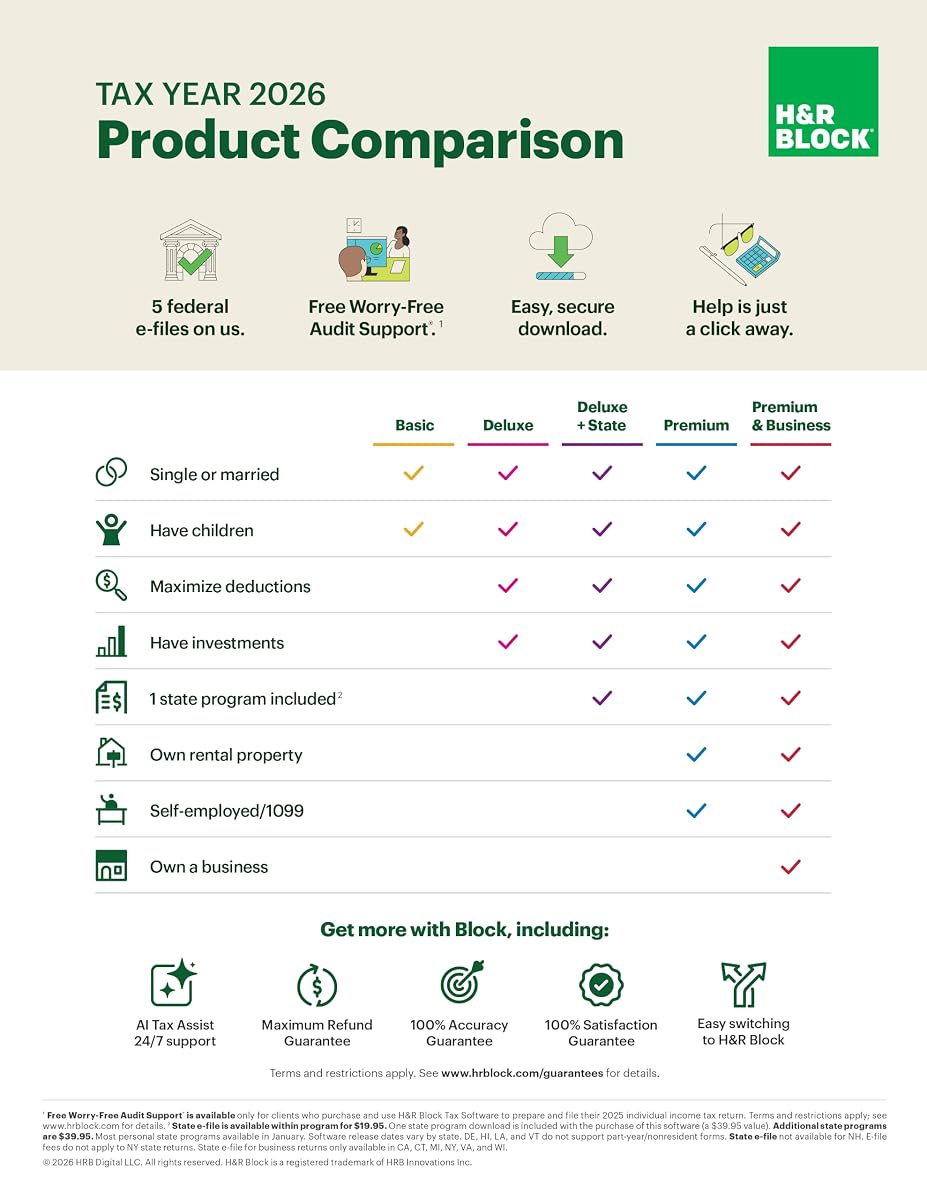 TAX YEAR 2026
Product Comparison
H&R
BLOCK®
5 federal
e-files on us.
Free Worry-Free
Audit Support®. 1
Easy, secure
download.
Help is just
a click away.
Basic
Deluxe
Deluxe
+ State
Premium
Premium
& Business
Single or married
Have children
Maximize deductions
Have investments
1 state program included 2
Own rental property
Self-employed/1099
Own a business
Get more with Block, including:
AI Tax Assist
24/7 support
Maximum Refund
Guarantee
100% Accuracy
Guarantee
100% Satisfaction
Guarantee
Easy switching
to H&R Block
Terms and restrictions apply. See www.hrblock.com/guarantees for details.
1 Free Worry-Free Audit Support® is available only for clients who purchase and use H&R Block Tax Software to prepare and file their 2025 individual income tax return. Terms and restrictions apply; see
www.hrblock.com for details. 2 State e-file is available within program for $19.95. One state program download is included with the purchase of this software (a $39.95 value). Additional state programs
are $39.95. Most personal state programs available in January. Software release dates vary by state. DE, HI, LA, and VT do not support part-year/nonresident forms. State e-file not available for NH. E-file
fees do not apply to NY state returns. State e-file for business returns only available in CA, CT, MI, NY, VA, and WI.
© 2026 HRB Digital LLC. All rights reserved. H&R Block is a registered trademark of HRB Innovations Inc.